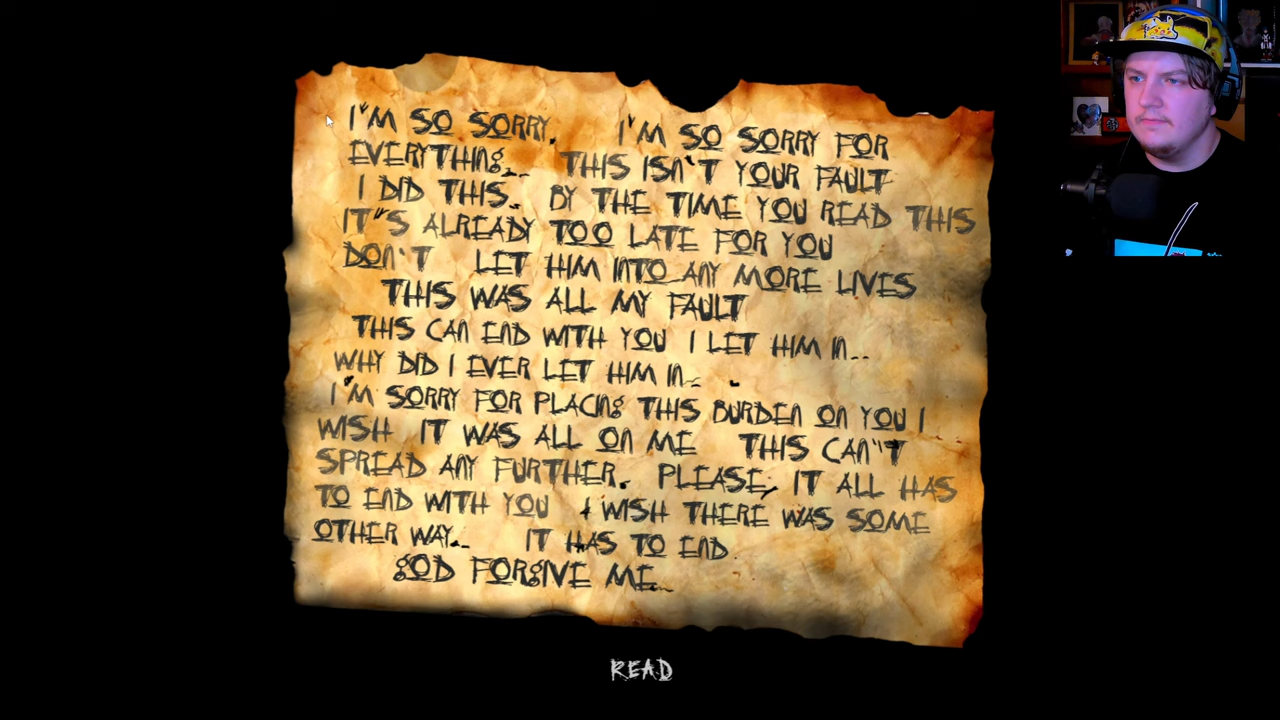 I'M SO SORRY. I'M SO SORRY FOR
EVERYTHING... THIS ISN'T YOUR FAULT
I DID THIS.. BY THE TIME YOU READ THIS
IT"S ALREADY TOO LATE FOR YOU
DON'T LET HIM INTO ANY MORE LIVES
THIS WAS ALL MY FAULT
THIS CAN END WITH YOU I LET HIM IN..
WHY DID I EVER LET HIM IN..
I'M SORRY FOR PLACING THIS BURDEN ON YOU I
WISH IT WAS ALL ON ME THIS CAN"T
SPREAD ANY FURTHER. PLEASE, IT ALL HAS
TO END WITH YOU I WISH THERE WAS SOME
OTHER WAY.. IT HAS TO END.
GOD FORGIVE ME...
READ